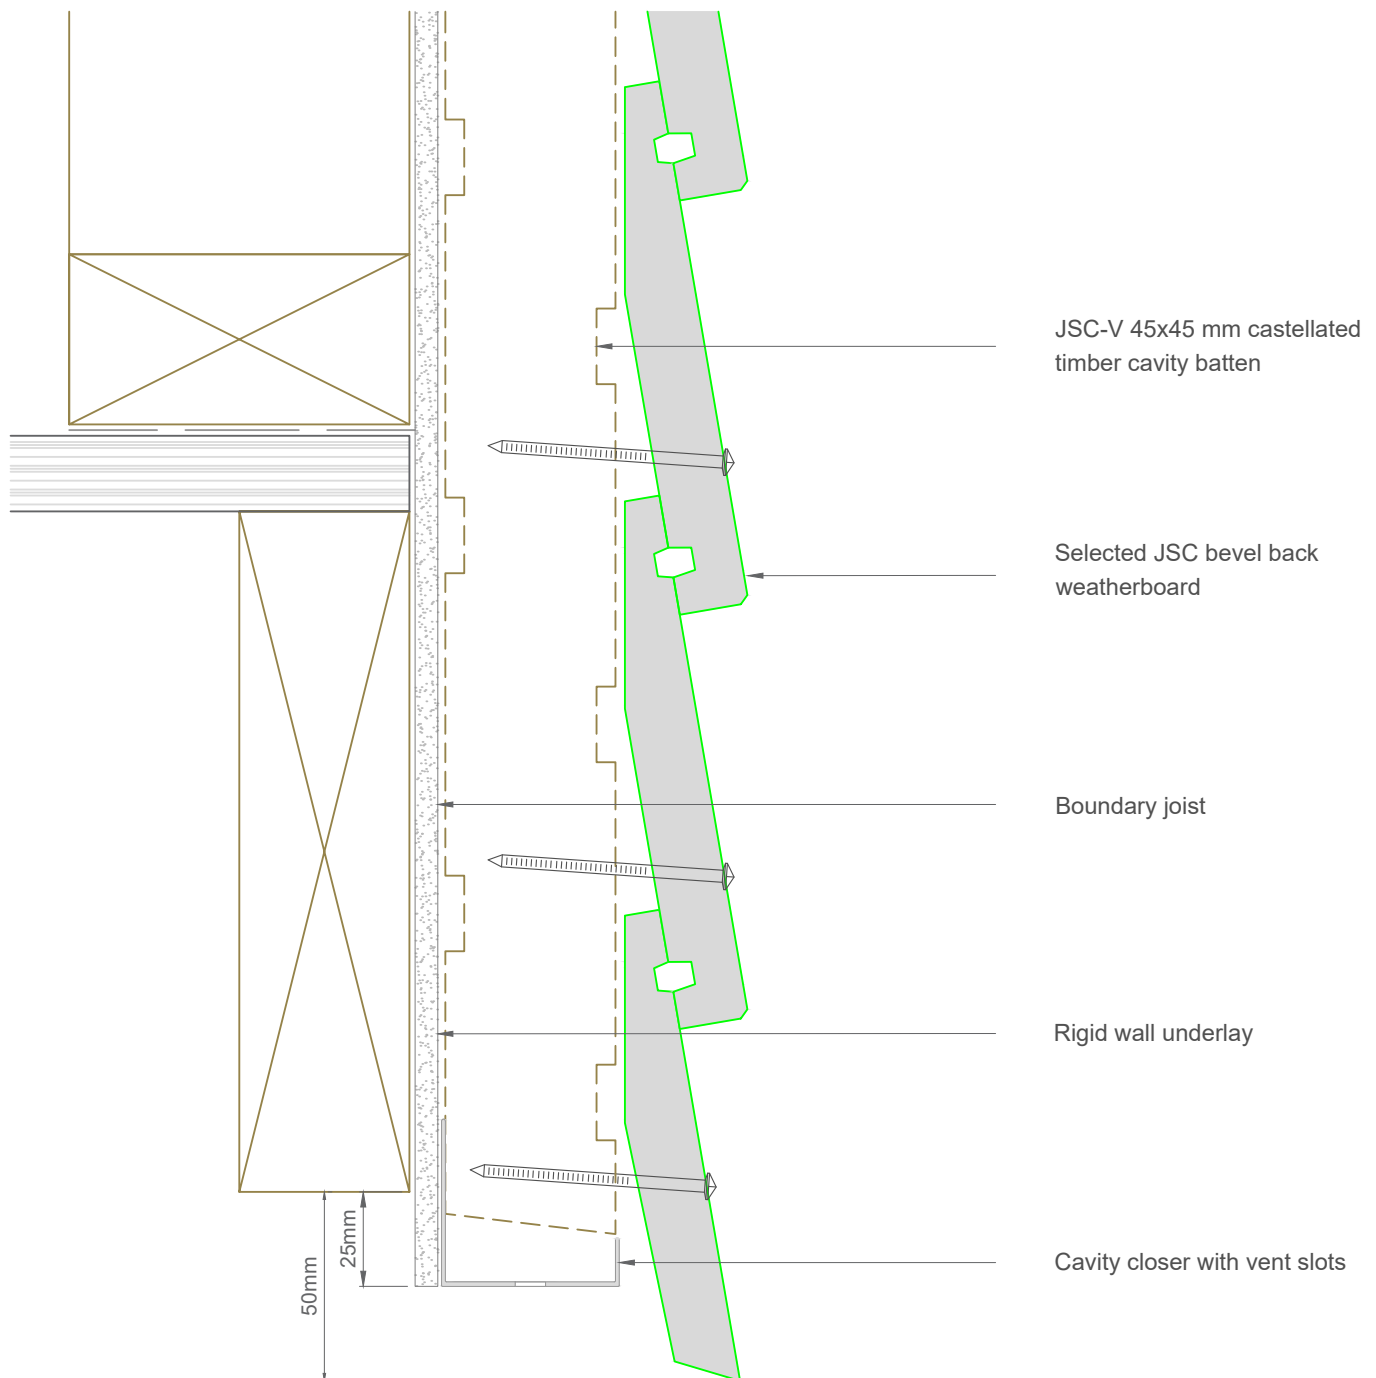 JSC-V 45x45 mm castellated
timber cavity batten
Selected JSC bevel back
weatherboard
Boundary joist
Rigid wall underlay
Cavity closer with vent slots
25mm
50mm